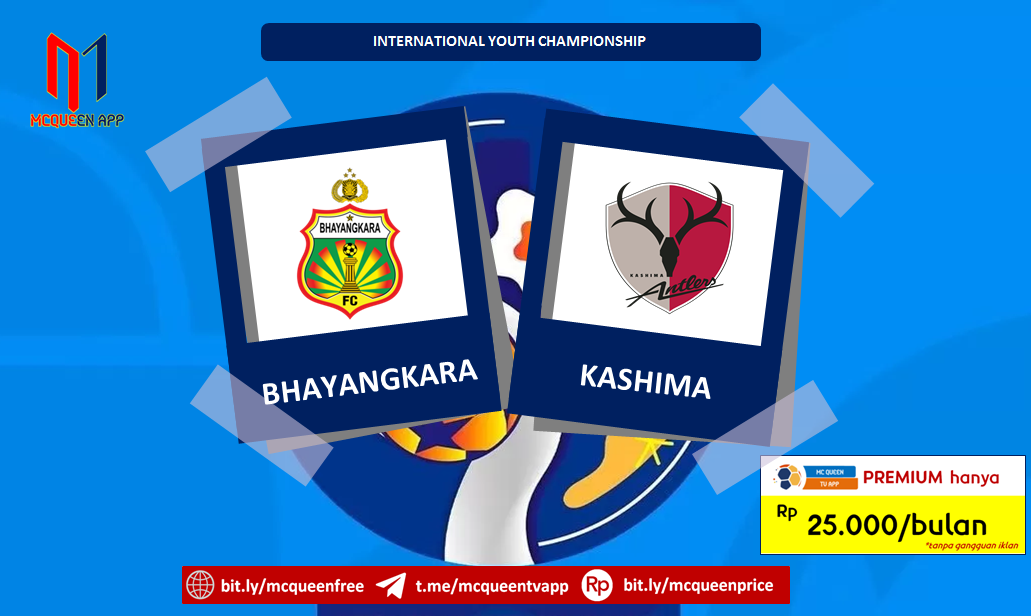 INTERNATIONAL YOUTH CHAMPIONSHIP
MCQUEEN APP
BHAYANGKARA
FC
KASHIMA
Antlers
BHAYANGKARA
KASHIMA
MC QUEEN
TV APP
PREMIUM hanya
Rp 25.000/bulan
*tanpa gangguan iklan
bit.ly/mcqueenfree
t.me/mcqueentvapp
Rp
bit.ly/mcqueenprice